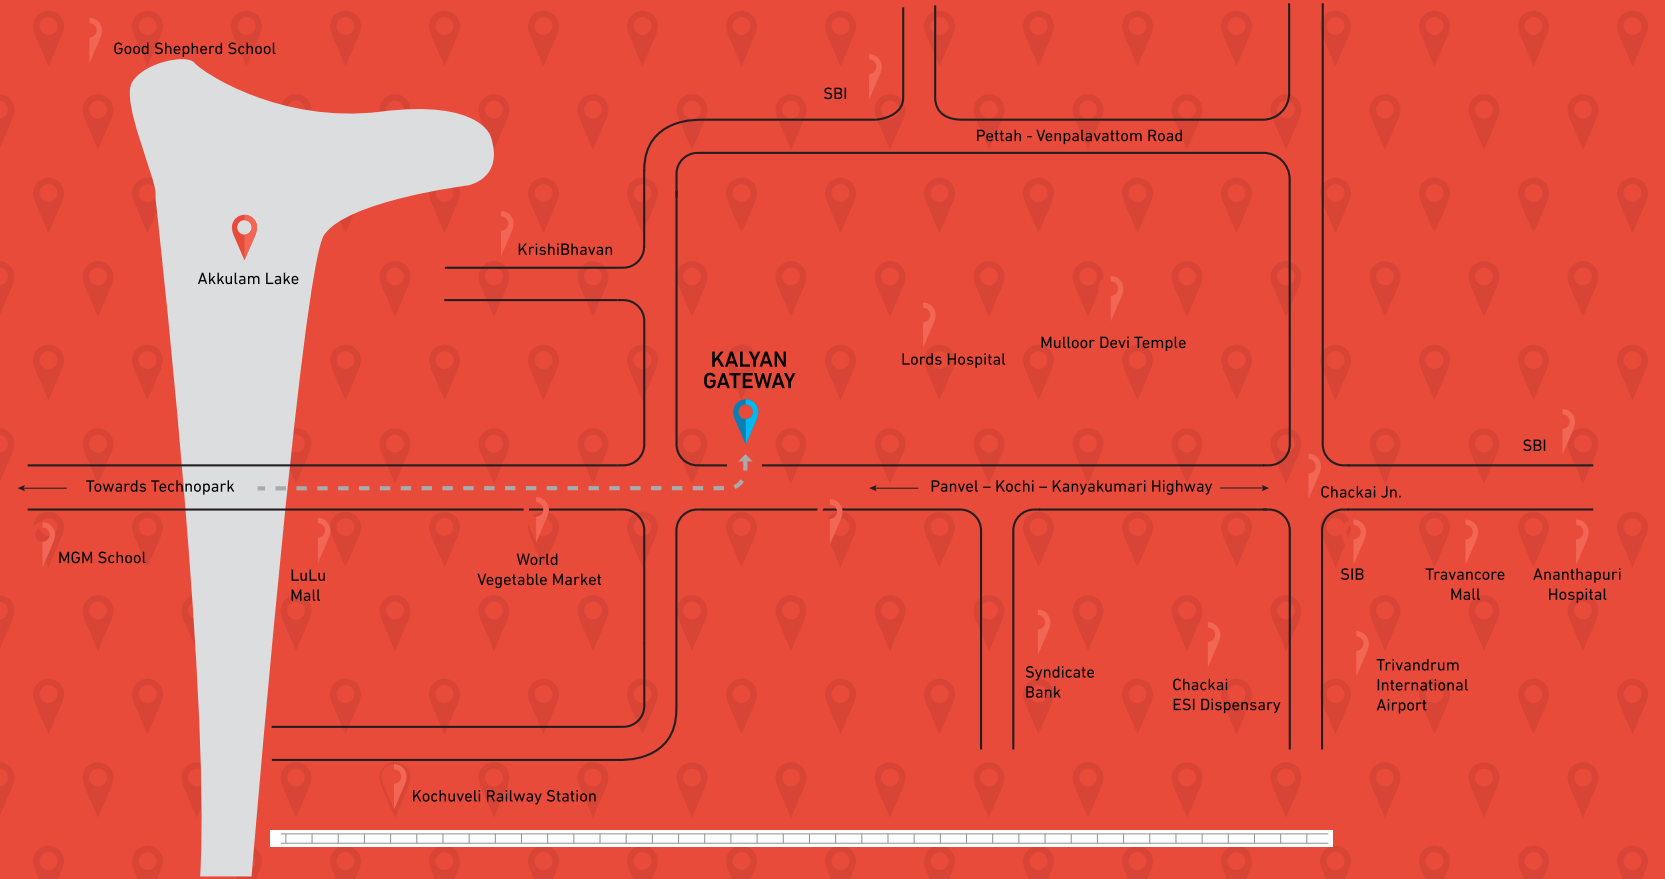 Good Shepherd School
SBI
Pettah - Venpalavattom Road
KrishiBhavan
Akkulam Lake
Mulloor Devi Temple
Lords Hospital
KALYAN
GATEWAY
SBI
Towards Technopark
Panvel – Kochi – Kanyakumari Highway
Chackai Jn.
MGM School
LuLu
Mall
World
Vegetable Market
SIB
Travancore
Mall
Ananthapuri
Hospital
Syndicate
Bank
Chackai
ESI Dispensary
Trivandrum
International
Airport
Kochuveli Railway Station